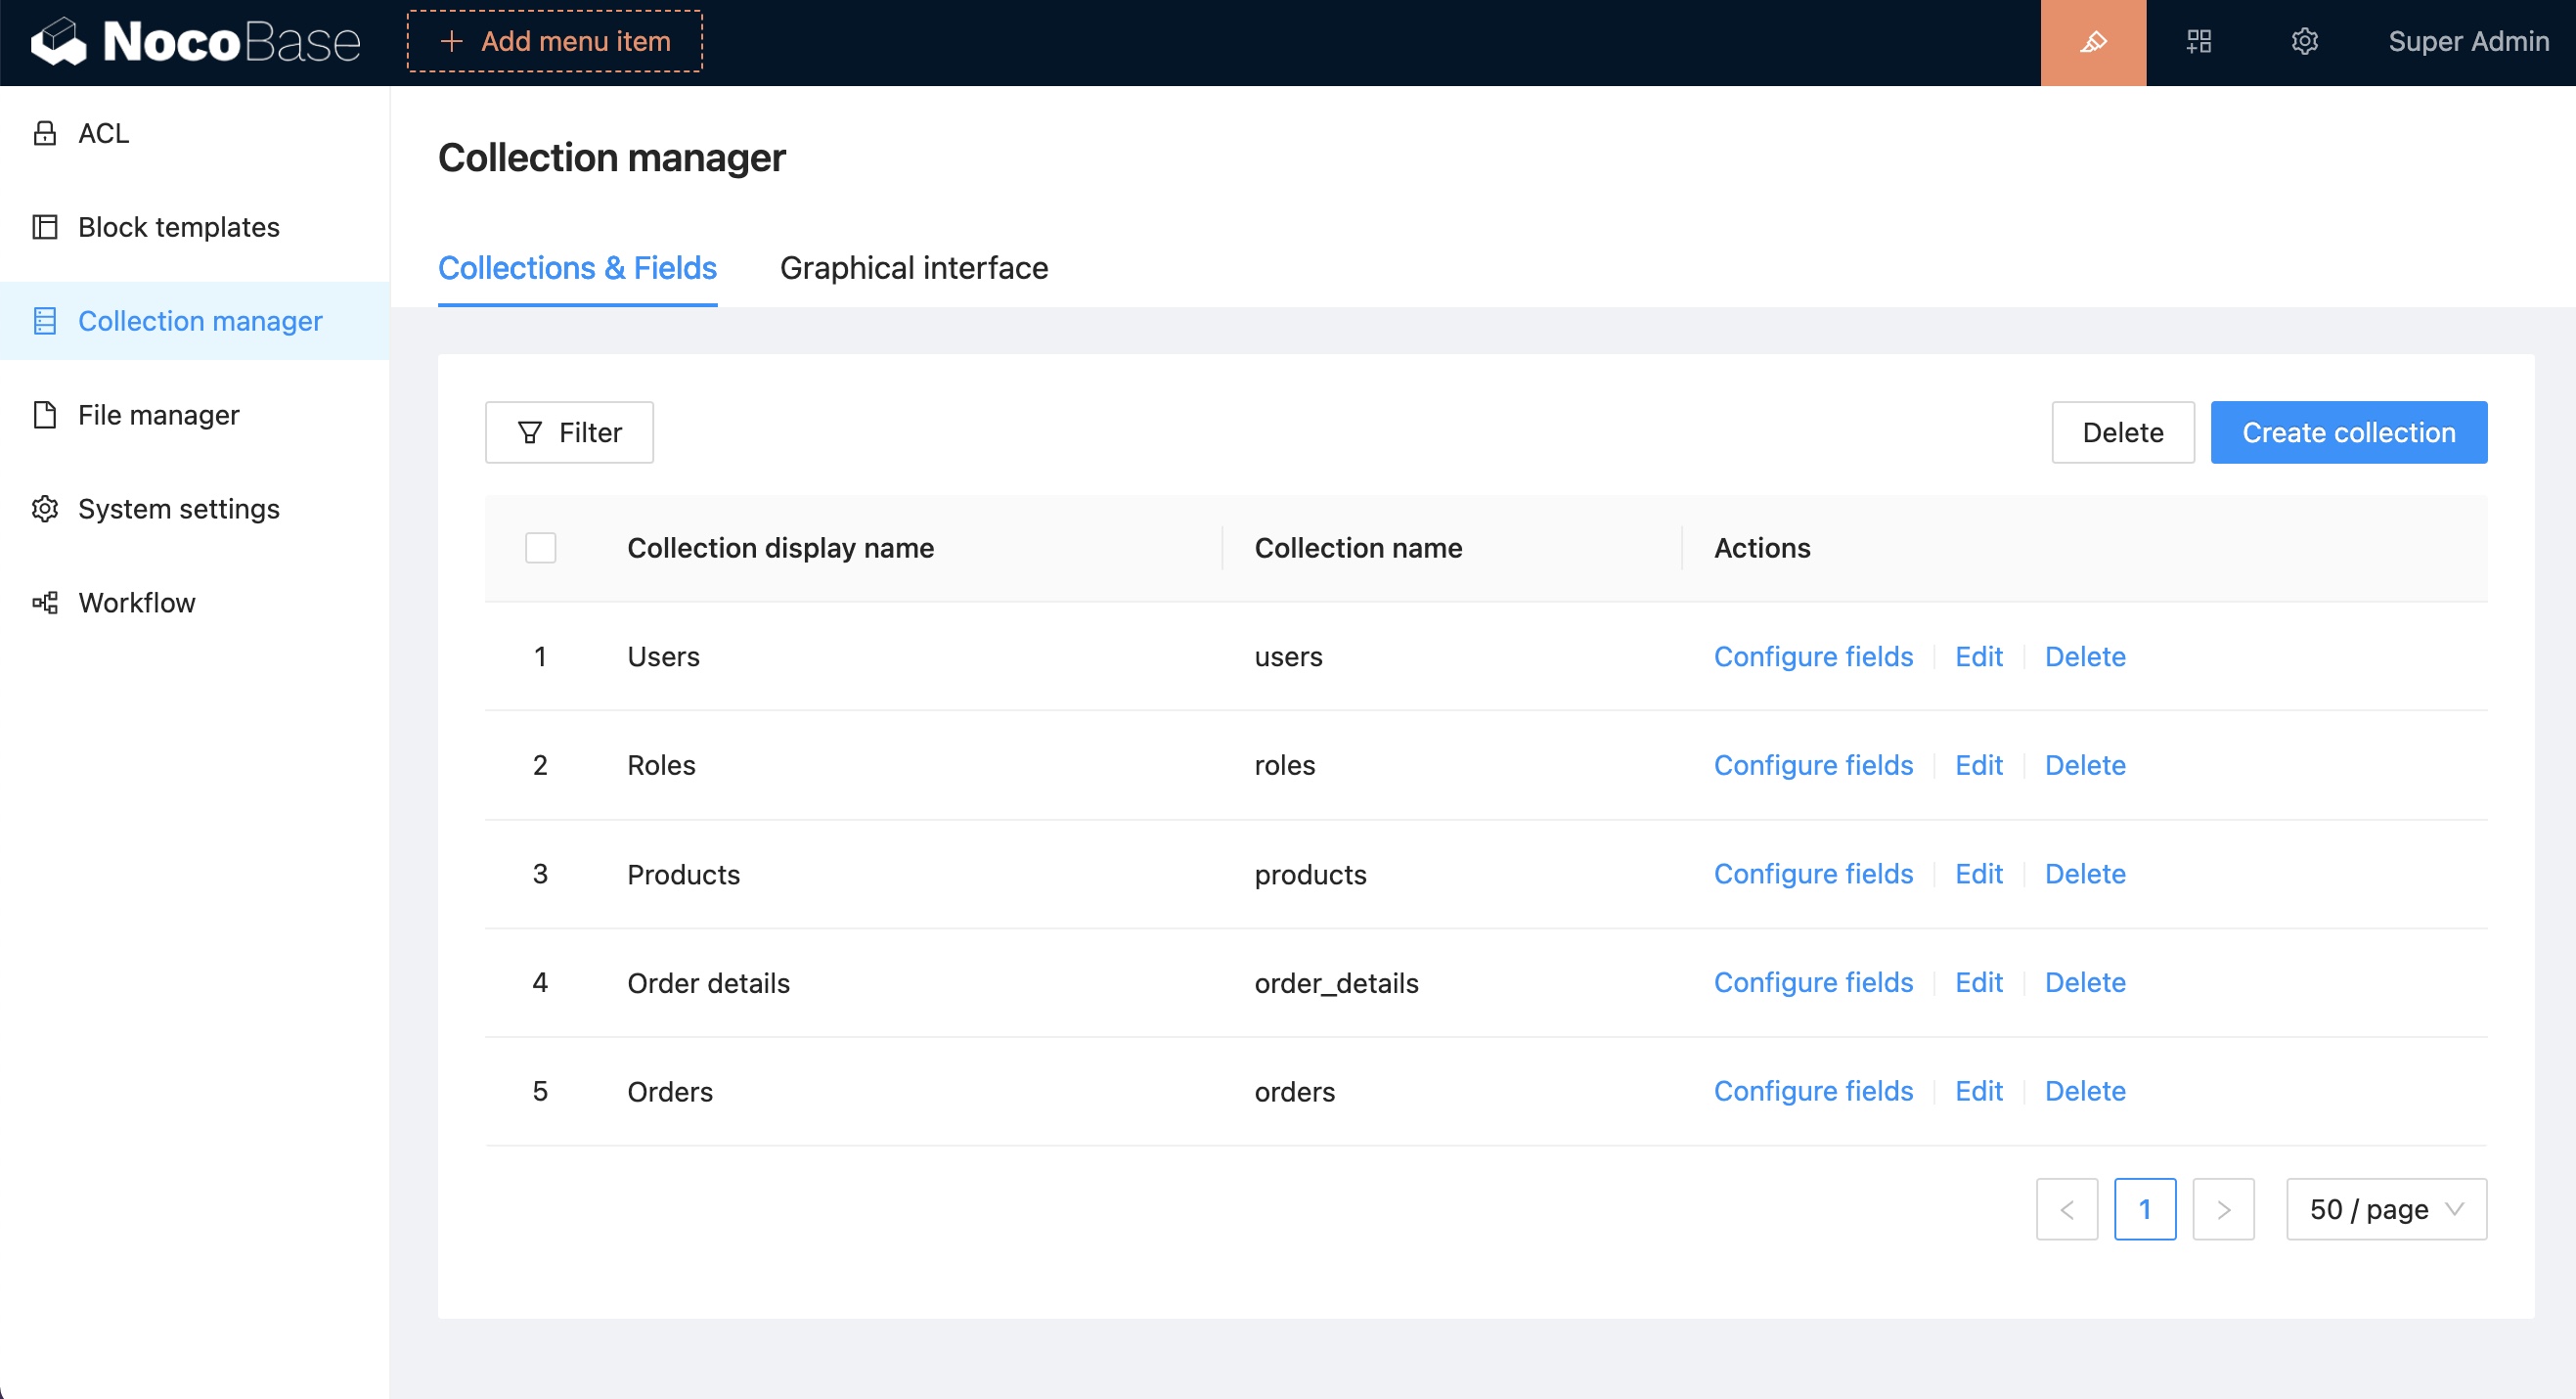 NocoBase
+ Add menu item
Super Admin
ACL
Block templates
Collection manager
File manager
System settings
Workflow
Collection manager
Collections & Fields
Graphical interface
Filter
Delete
Create collection
Collection display name
Collection name
Actions
1 Users users Configure fields Edit Delete
2 Roles roles Configure fields Edit Delete
3 Products products Configure fields Edit Delete
4 Order details order_details Configure fields Edit Delete
5 Orders orders Configure fields Edit Delete
< 1 > 50 / page